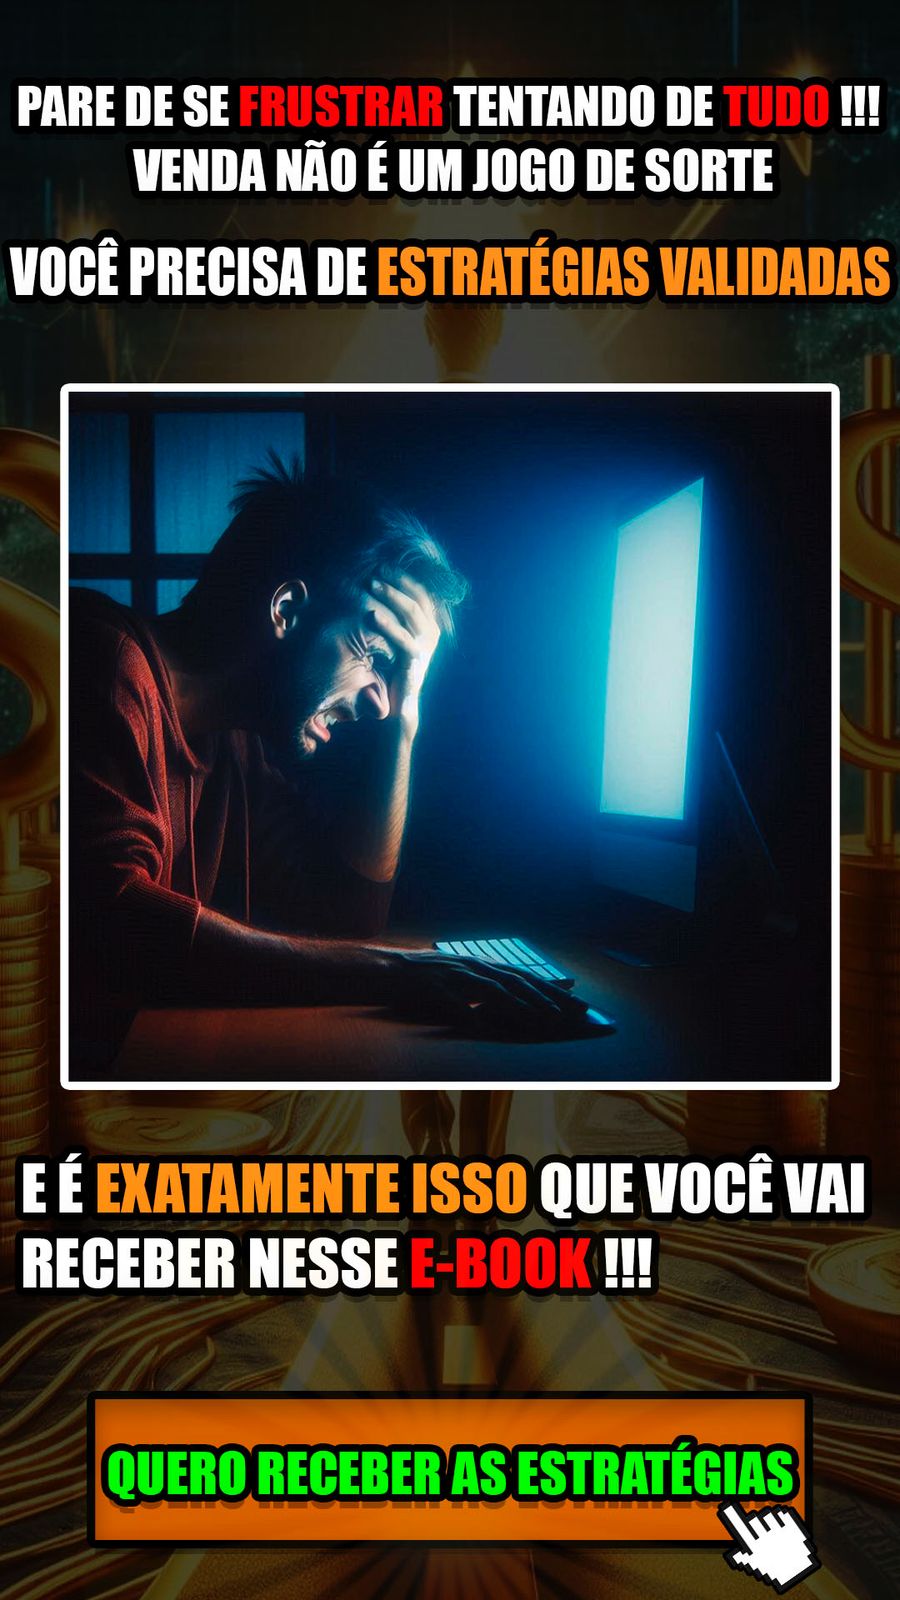 PARE DE SE FRUSTRAR TENTANDO DE TUDO !!!
VENDA NÃO É UM JOGO DE SORTE
VOCÊ PRECISA DE ESTRATÉGIAS VALIDADAS
E É EXATAMENTE ISSO QUE VOCÊ VAI
RECEBER NESSE E-BOOK !!!
QUERO RECEBER AS ESTRATÉGIAS